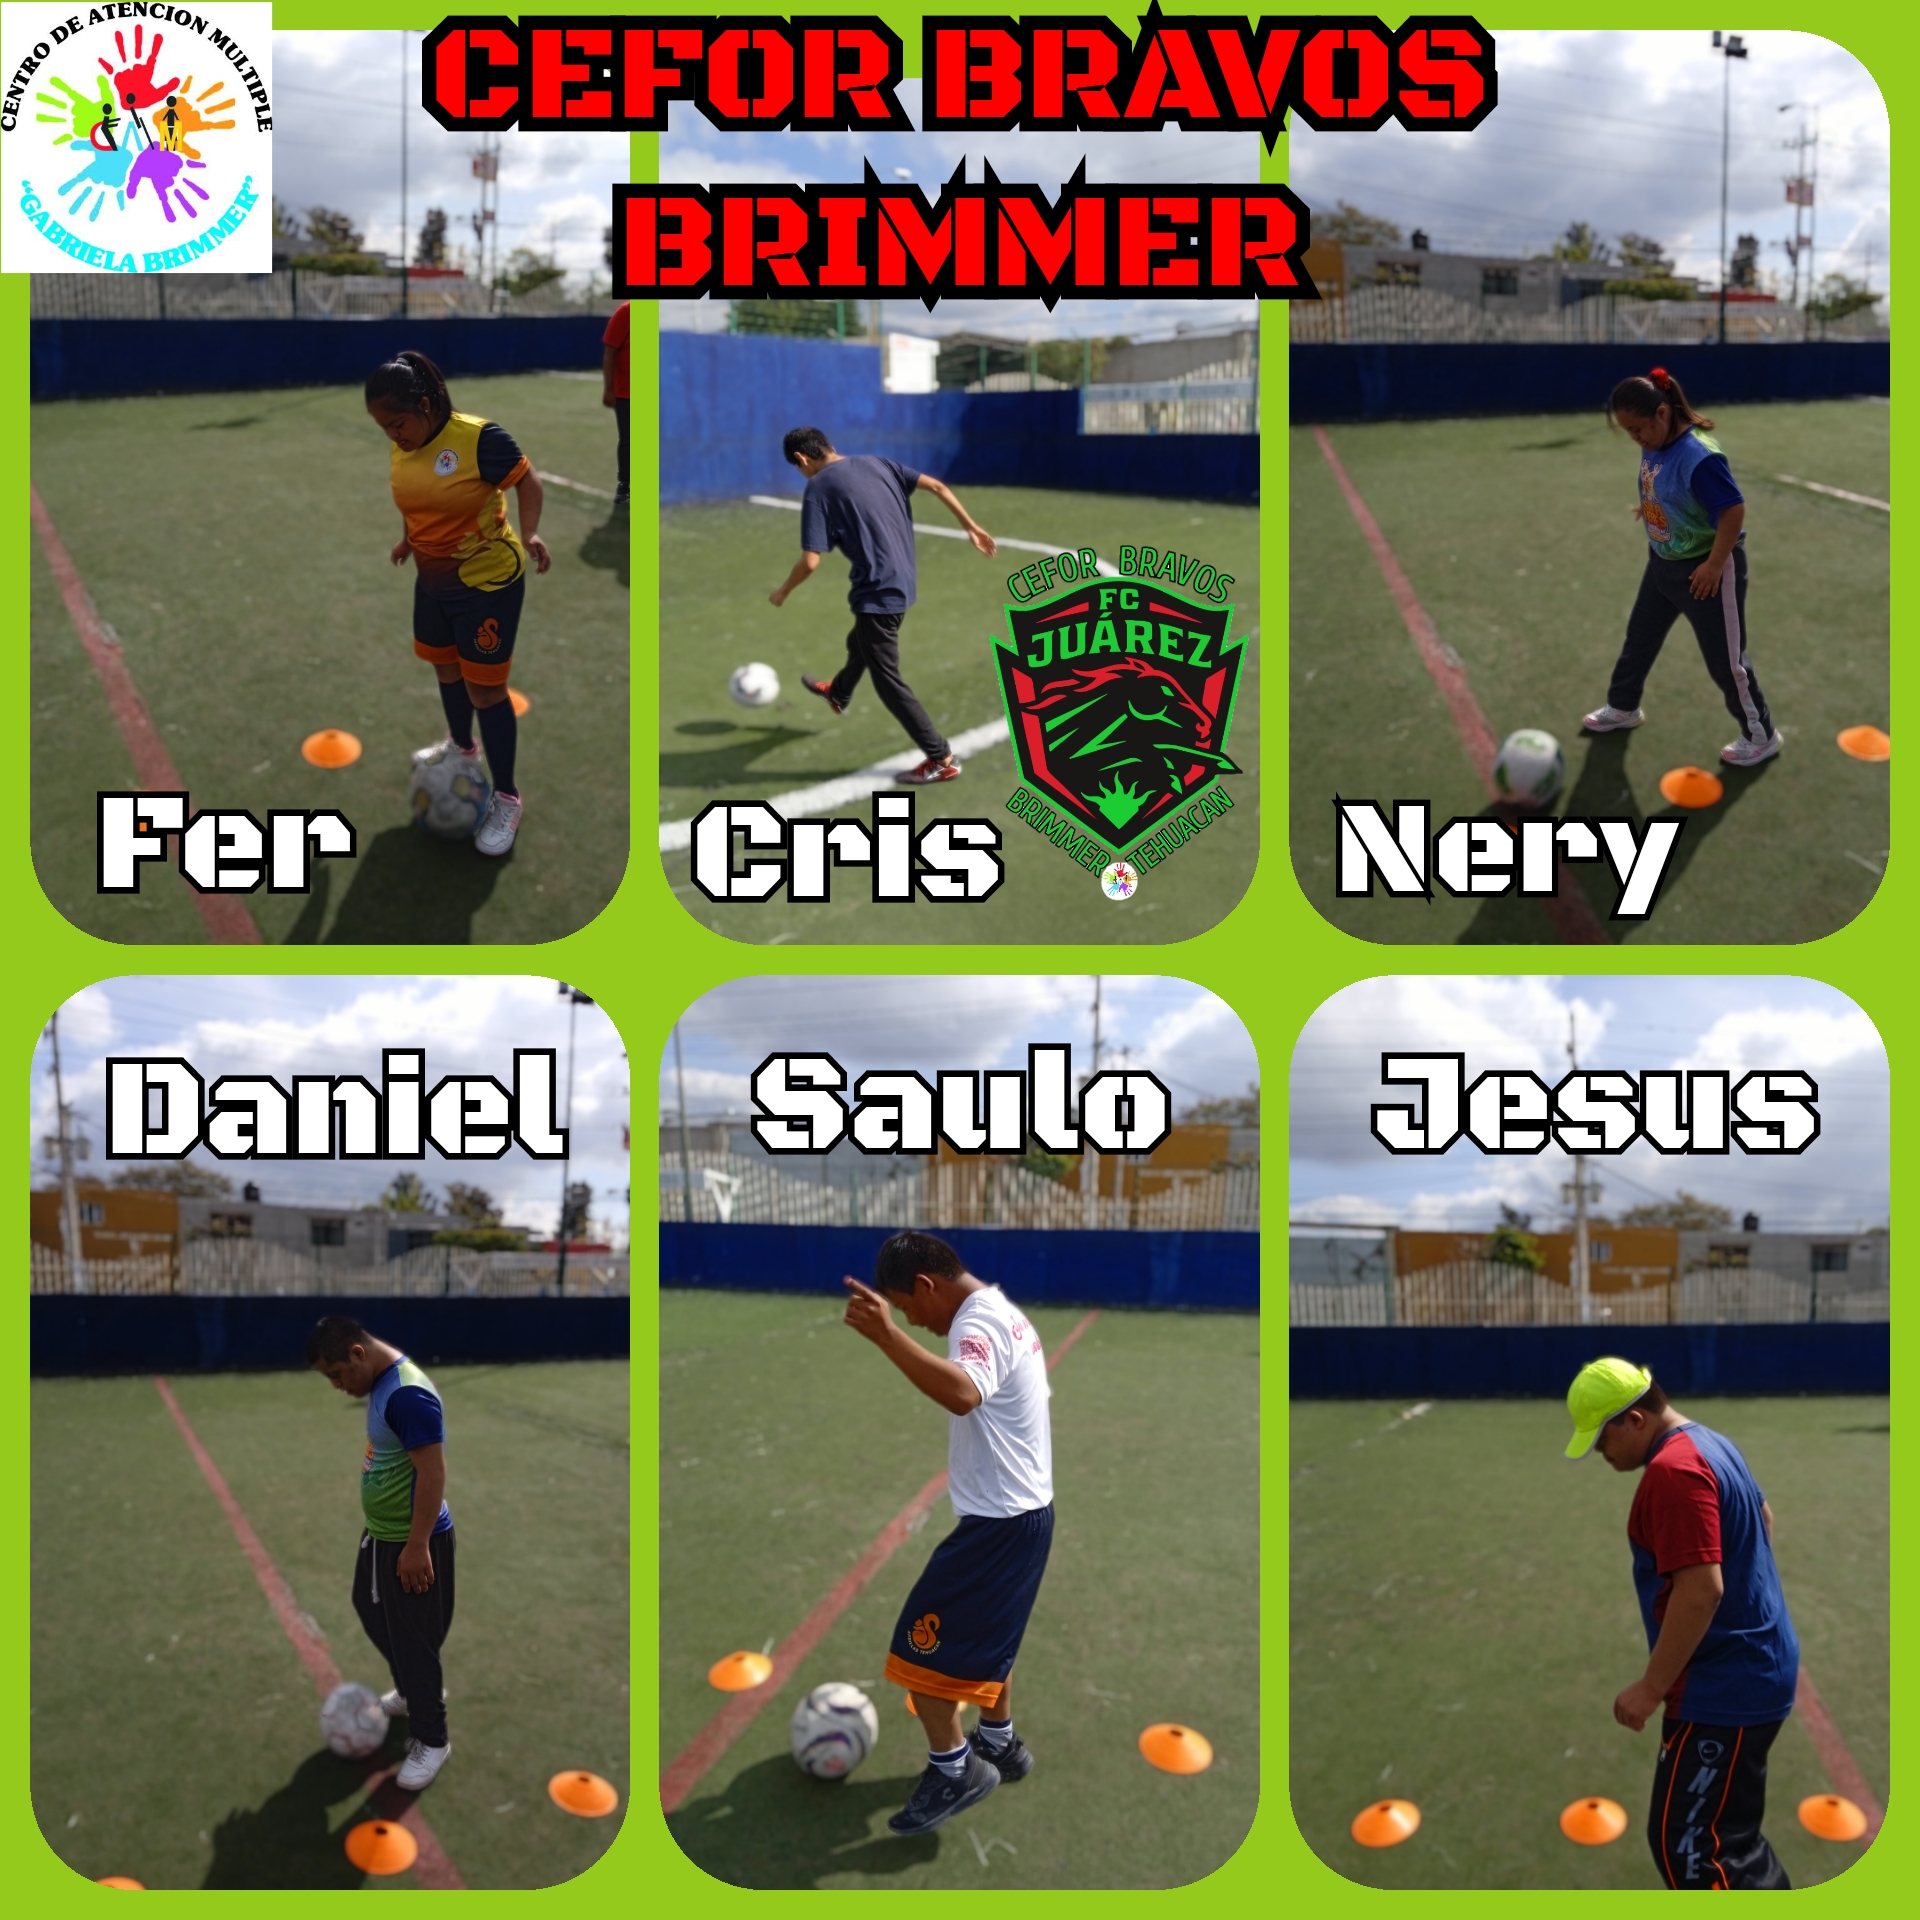 CENTRO DE ATENCION MULTIPLE
CAM
"GABRIELA BRIMMER"
CEFOR BRAVOS
BRIMMER
Fer
Cris
CEFOR BRAVOS
FC
JUÁREZ
BRIMMER TEHUACAN
Nery
Daniel
Saulo
Jesus
NIKE